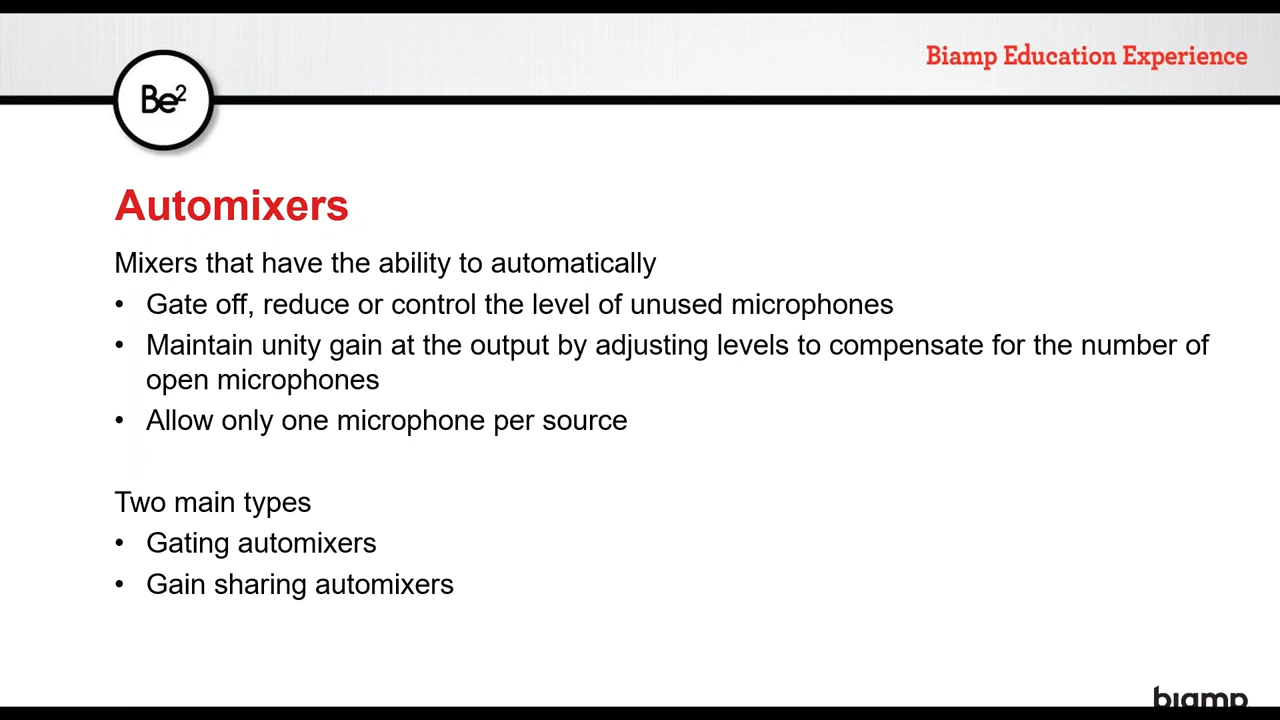 Biamp Education Experience
Be²
Automixers
Mixers that have the ability to automatically
• Gate off, reduce or control the level of unused microphones
• Maintain unity gain at the output by adjusting levels to compensate for the number of
open microphones
• Allow only one microphone per source
Two main types
• Gating automixers
• Gain sharing automixers
biamp